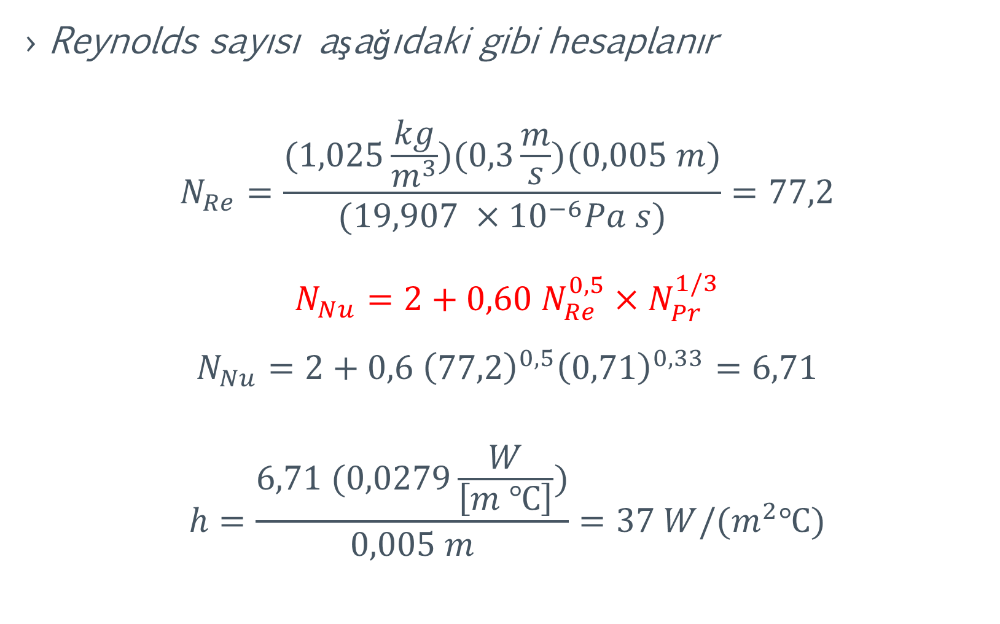 › Reynolds sayısı aşağıdaki gibi hesaplanır
N_Re = (1,025 kg/m³)(0,3 m/s)(0,005 m) / (19,907 × 10⁻⁶ Pa s) = 77,2
N_Nu = 2 + 0,60 N_Re^0,5 × N_Pr^1/3
N_Nu = 2 + 0,6 (77,2)^0,5 (0,71)^0,33 = 6,71
h = 6,71 (0,0279 W/[m ℃]) / 0,005 m = 37 W/(m²℃)